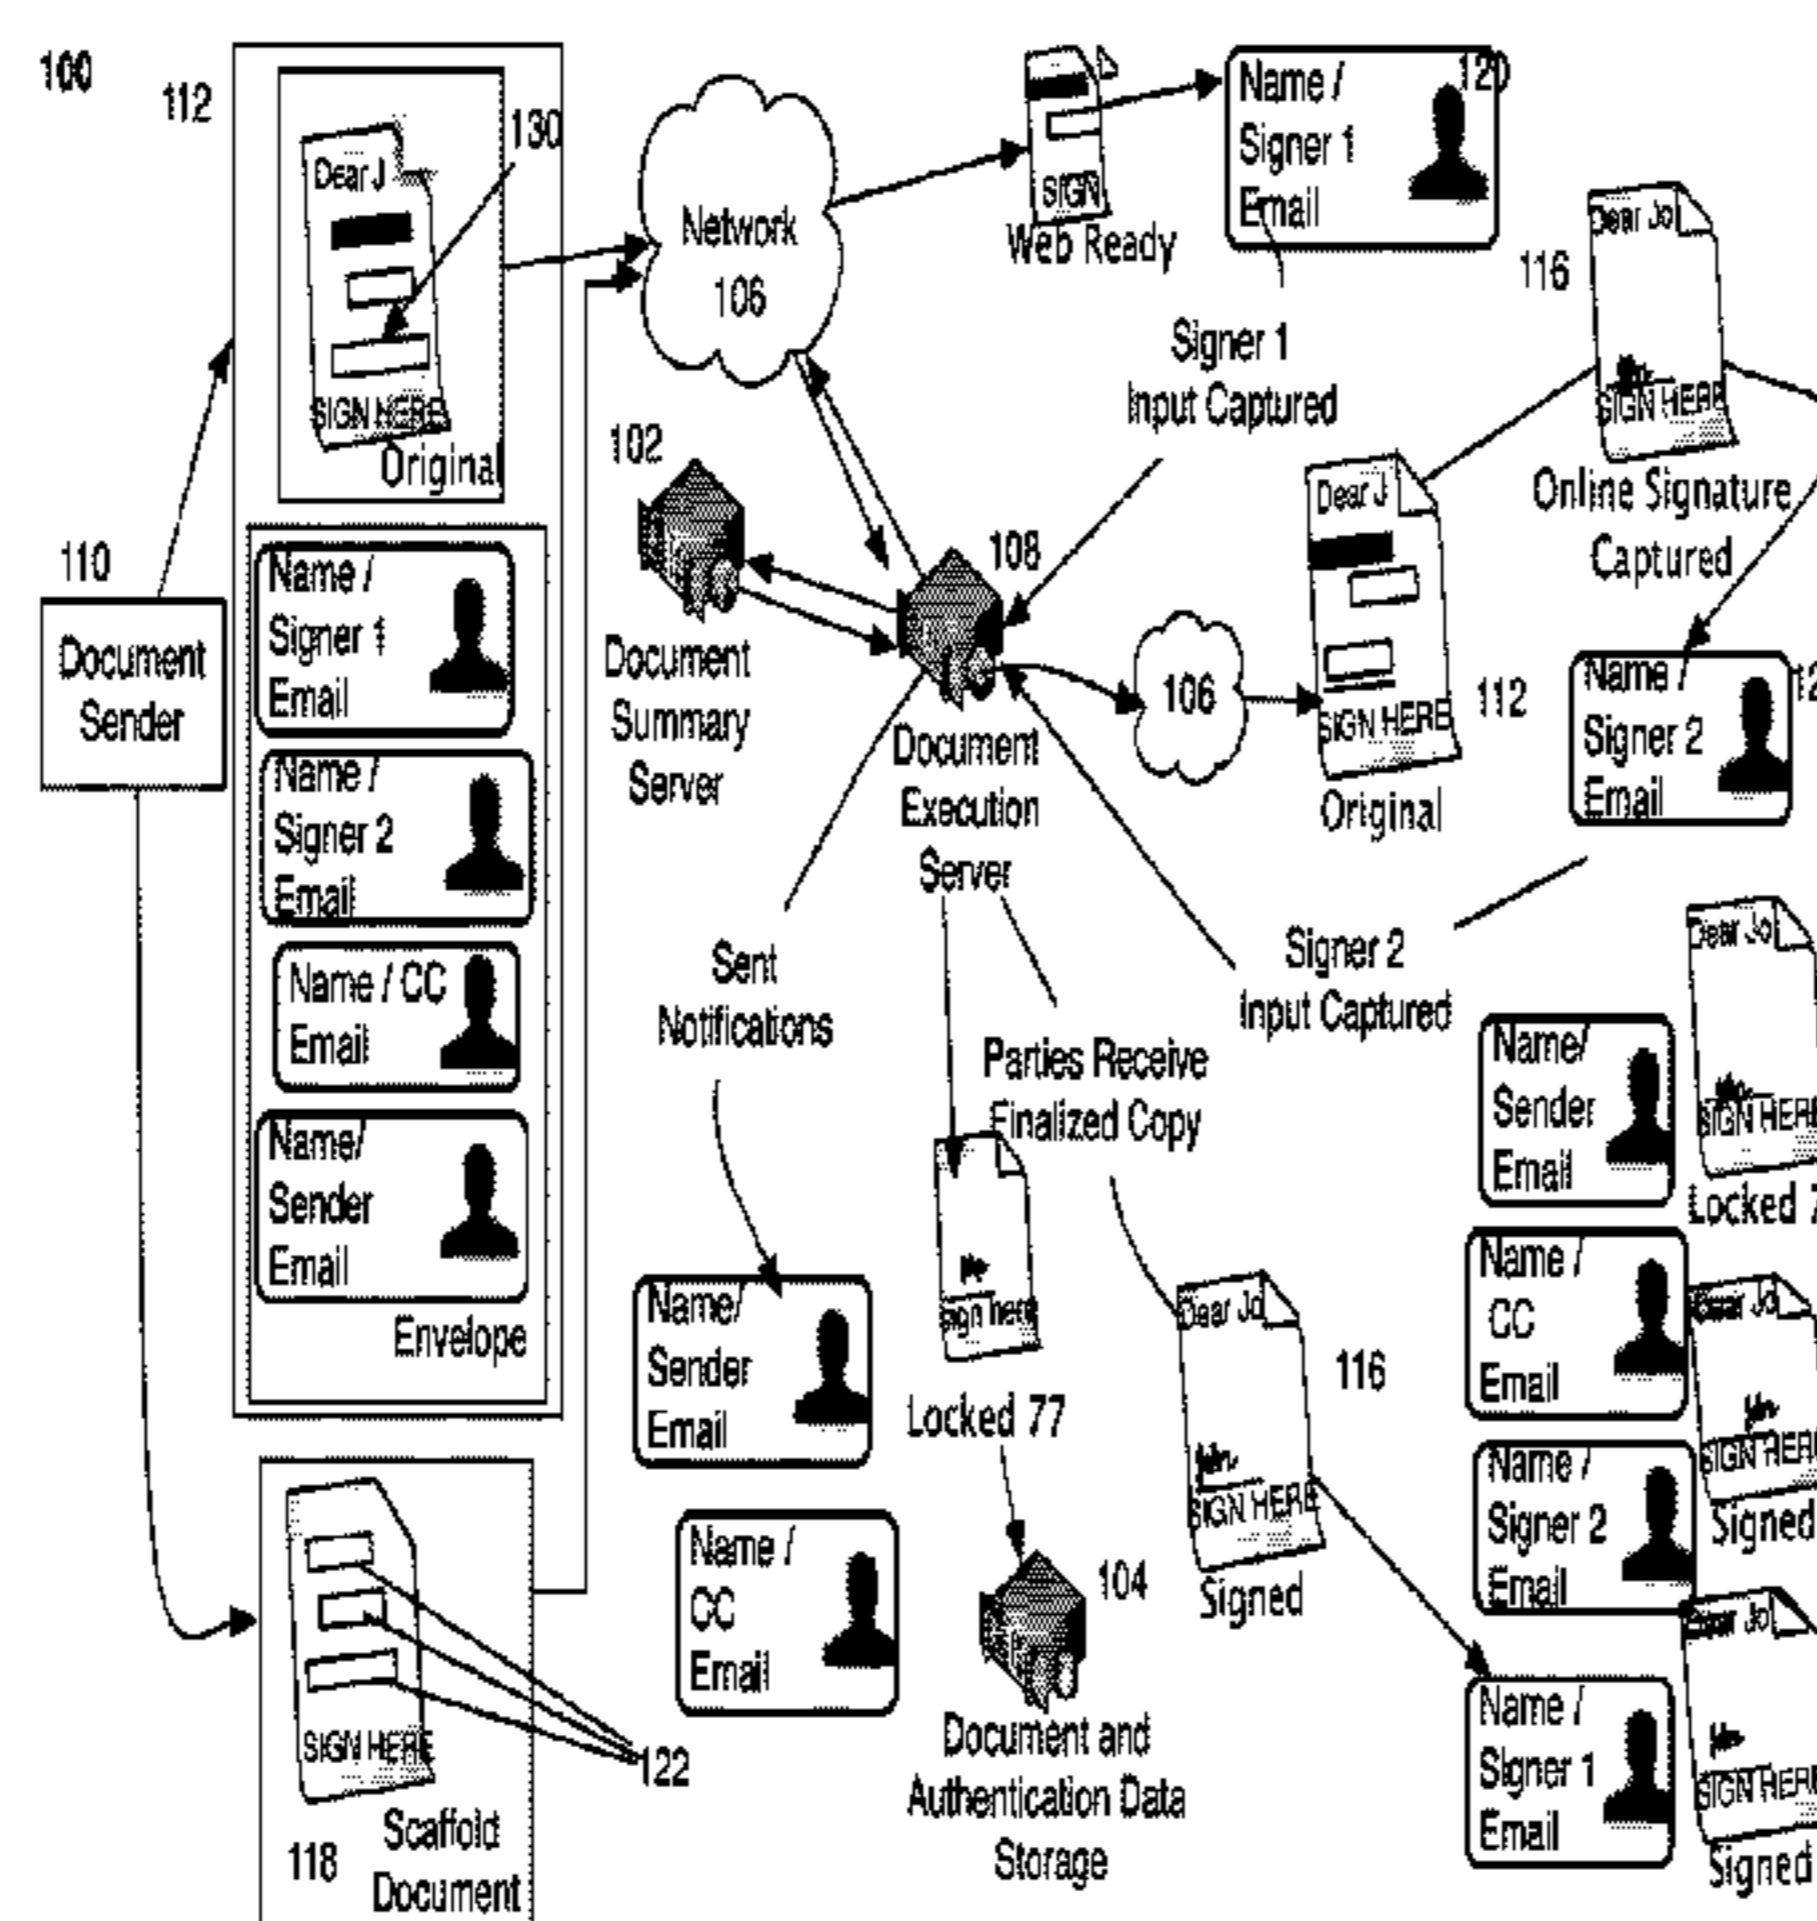 100
112
130
Dear J
SIGN HERE
Original
Name /
Signer 1
Email
Name /
Signer 2
Email
Name / CC
Email
Name/
Sender
Email
Envelope
110
Document
Sender
SIGN HERE
122
118
Scaffold
Document
Network
106
SIGN
Web Ready
Name /
Signer 1
Email
Signer 1
Input Captured
102
Document
Summary
Server
108
Document
Execution
Server
106
Dear J
SIGN HERE
112
Original
116
Dear Jo
SIGN HERE
Online Signature
Captured
Name /
Signer 2
Email
Signer 2
Input Captured
Sent
Notifications
Parties Receive
Finalized Copy
sign here
Locked 77
Name/
Sender
Email
Name /
CC
Email
104
Document and
Authentication Data
Storage
Dear Jo
SIGN HERE
116
Signed
Name/
Sender
Email
Dear Jo
SIGN HERE
Locked
Name /
CC
Email
Dear Jo
SIGN HERE
Signed
Name /
Signer 2
Email
Dear Jo
SIGN HERE
Signed
Name /
Signer 1
Email